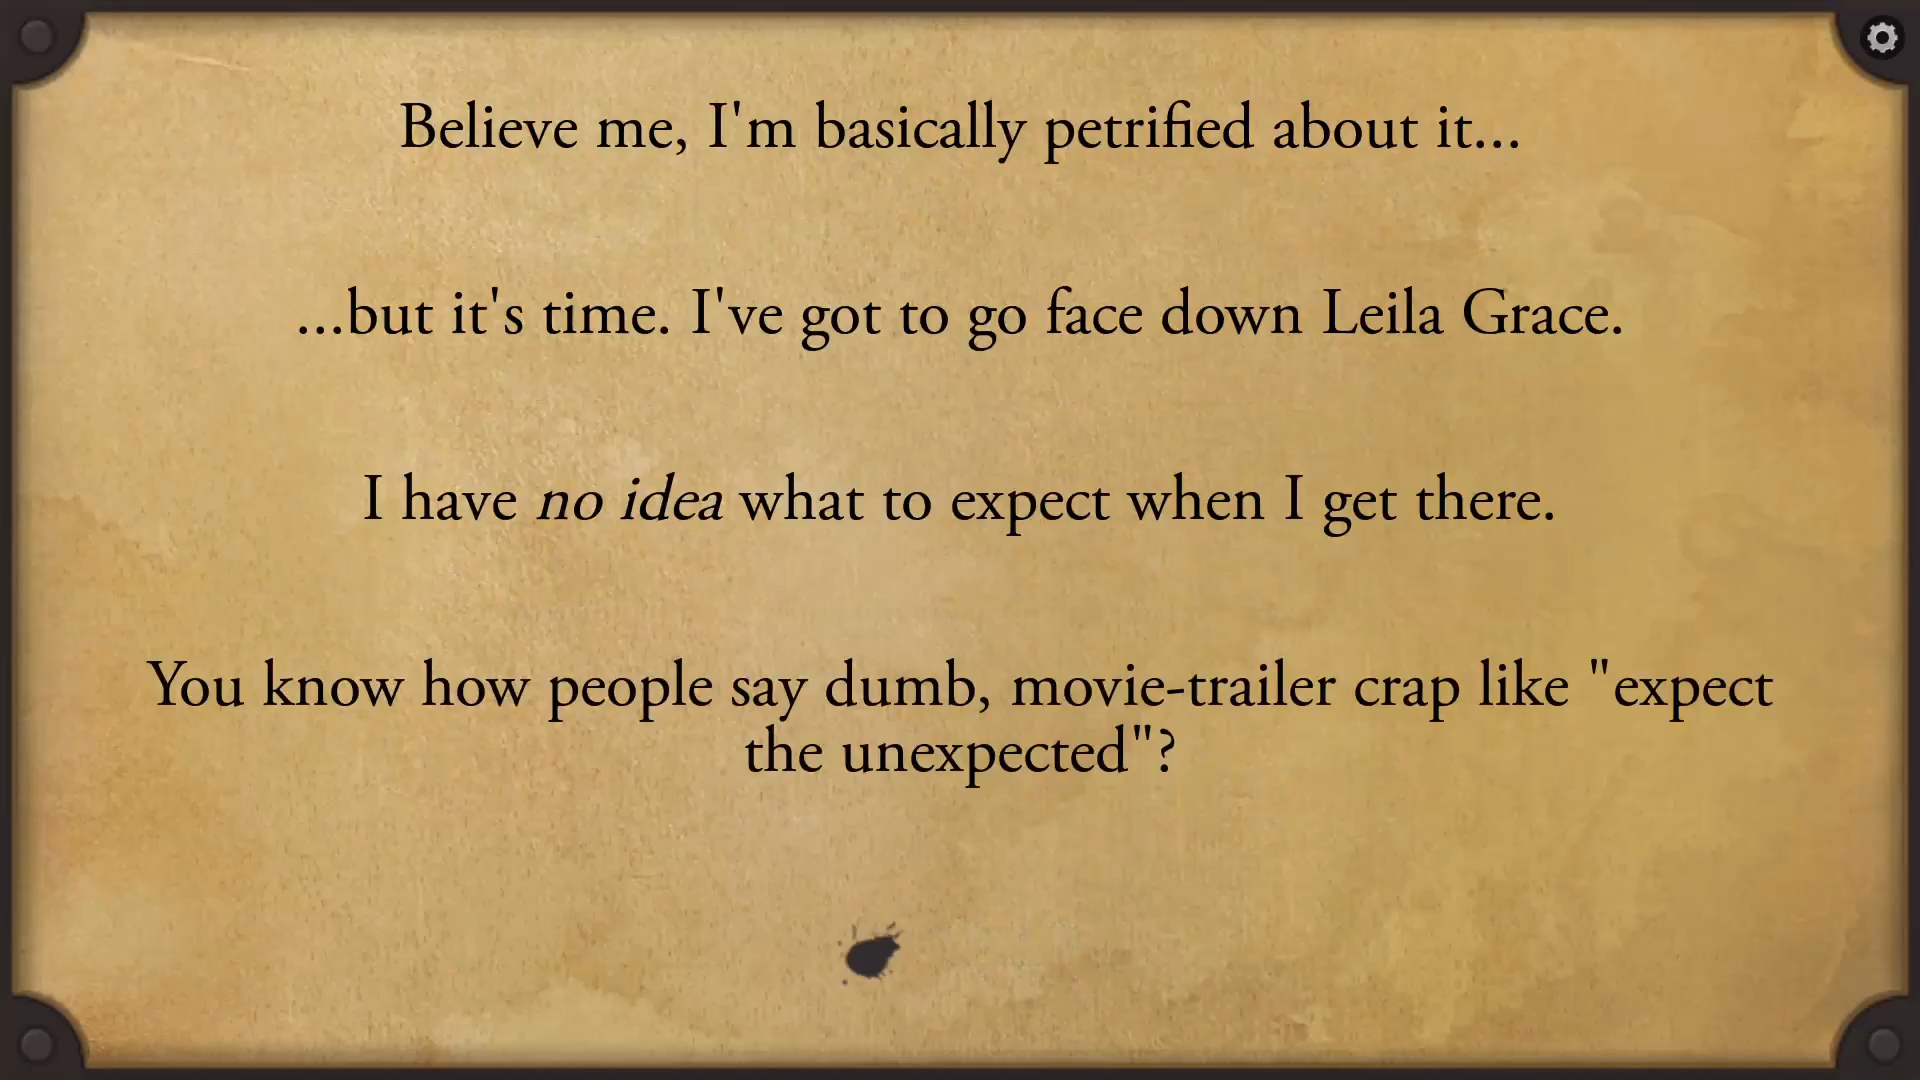 Believe me, I'm basically petrified about it...
...but it's time. I've got to go face down Leila Grace.
I have no idea what to expect when I get there.
You know how people say dumb, movie-trailer crap like "expect
the unexpected"?